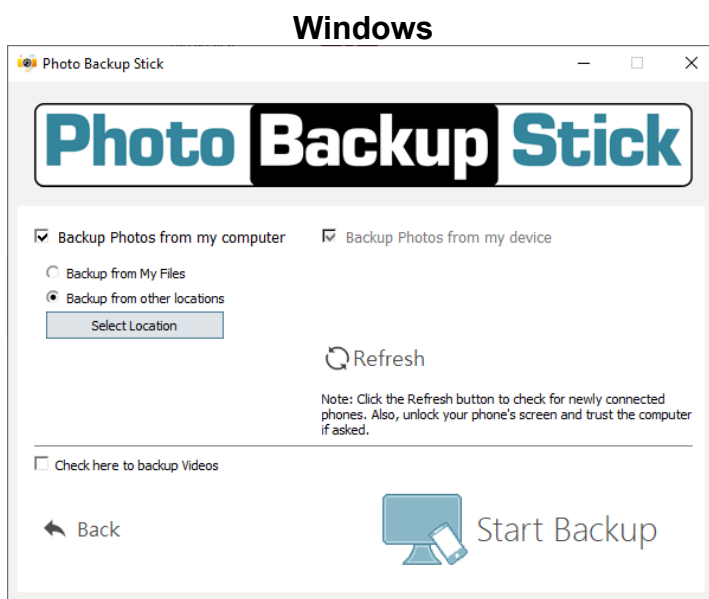 Windows
Photo Backup Stick
Photo Backup Stick
Backup Photos from my computer
Backup Photos from my device
Backup from My Files
Backup from other locations
Select Location
Refresh
Note: Click the Refresh button to check for newly connected
phones. Also, unlock your phone's screen and trust the computer
if asked.
Check here to backup Videos
Back
Start Backup